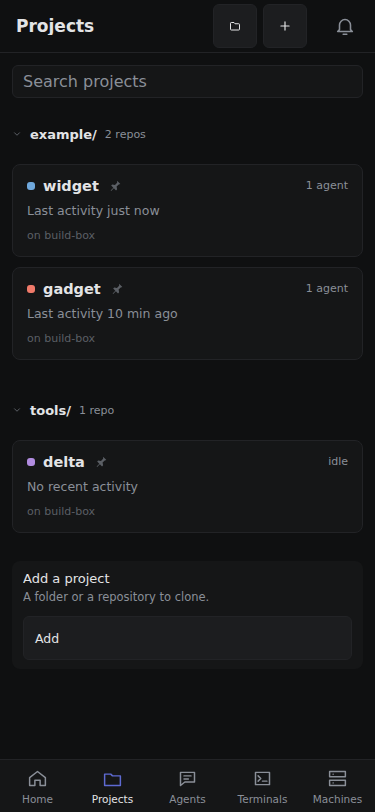 Projects
Search projects
example/ 2 repos
widget 1 agent
Last activity just now
on build-box
gadget 1 agent
Last activity 10 min ago
on build-box
tools/ 1 repo
delta idle
No recent activity
on build-box
Add a project
A folder or a repository to clone.
Add
Home Projects Agents Terminals Machines